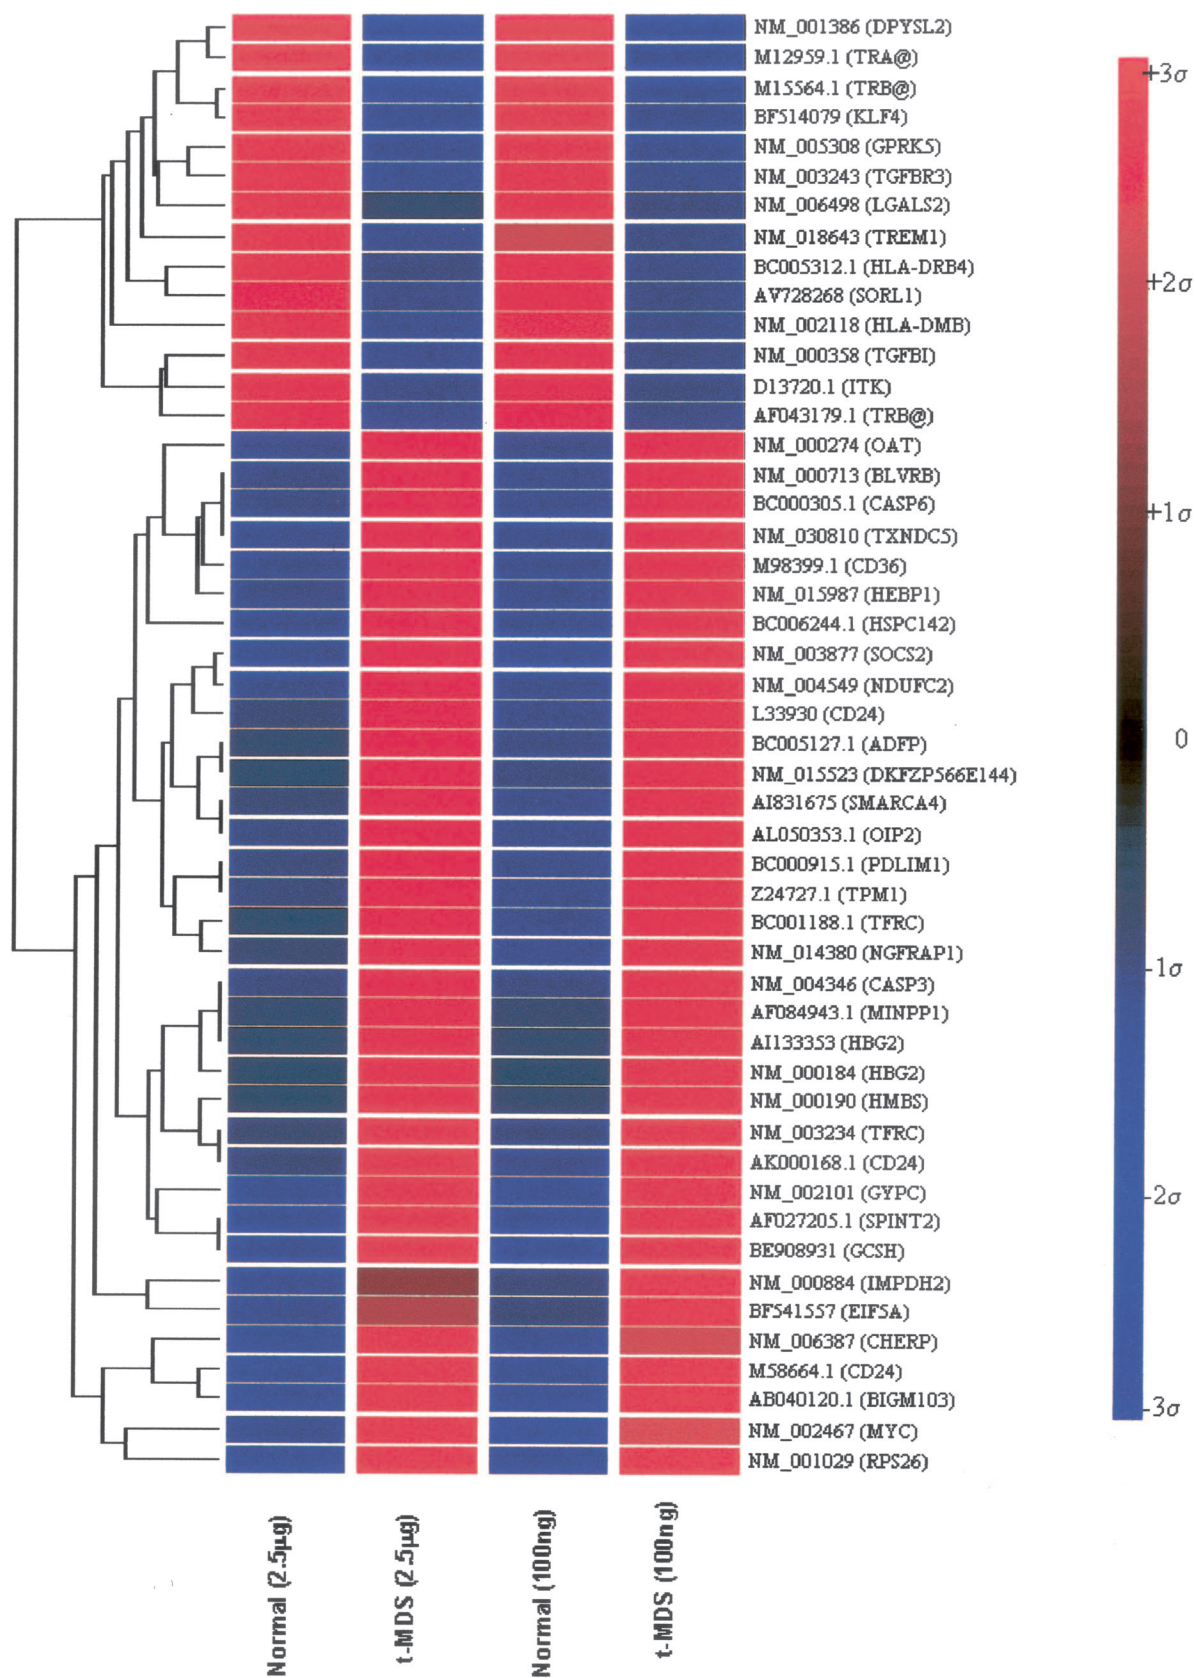 NM_001386 (DPYSL2)
M12959.1 (TRA@)
M15564.1 (TRB@)
BF514079 (KLF4)
NM_005308 (GPRK5)
NM_003243 (TGFBR3)
NM_006498 (LGALS2)
NM_018643 (TREM1)
BC005312.1 (HLA-DRB4)
AV728268 (SORL1)
NM_002118 (HLA-DMB)
NM_000358 (TGFBI)
D13720.1 (ITK)
AF043179.1 (TRB@)
NM_000274 (OAT)
NM_000713 (BLVRB)
BC000305.1 (CASP6)
NM_030810 (TXNDC5)
M98399.1 (CD36)
NM_015987 (HEBP1)
BC006244.1 (HSPC142)
NM_003877 (SOCS2)
NM_004549 (NDUFC2)
L33930 (CD24)
BC005127.1 (ADFP)
NM_015523 (DKFZP566E144)
AI831675 (SMARCA4)
AL050353.1 (OIP2)
BC000915.1 (PDLIM1)
Z24727.1 (TPM1)
BC001188.1 (TFRC)
NM_014380 (NGFRAP1)
NM_004346 (CASP3)
AF084943.1 (MINPP1)
AI133353 (HBG2)
NM_000184 (HBG2)
NM_000190 (HMBS)
NM_003234 (TFRC)
AK000168.1 (CD24)
NM_002101 (GYPC)
AF027205.1 (SPINT2)
BE908931 (GCSH)
NM_000884 (IMPDH2)
BF541557 (EIF5A)
NM_006387 (CHERP)
M58664.1 (CD24)
AB040120.1 (BIGM103)
NM_002467 (MYC)
NM_001029 (RPS26)
+3σ
+2σ
+1σ
0
-1σ
-2σ
-3σ
Normal (2.5µg)
t-MDS (2.5µg)
Normal (100ng)
t-MDS (100ng)